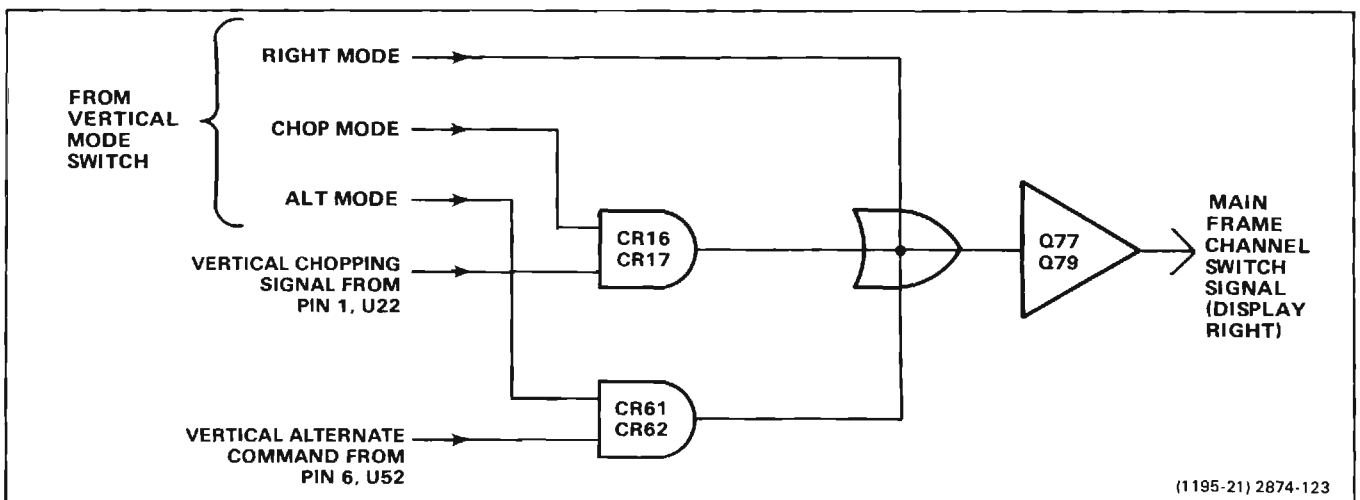 FROM
VERTICAL
MODE
SWITCH
RIGHT MODE
CHOP MODE
ALT MODE
VERTICAL CHOPPING
SIGNAL FROM
PIN 1, U22
VERTICAL ALTERNATE
COMMAND FROM
PIN 6, U52
CR16
CR17
CR61
CR62
Q77
Q79
MAIN
FRAME
CHANNEL
SWITCH
SIGNAL
(DISPLAY
RIGHT)
(1195-21) 2874-123